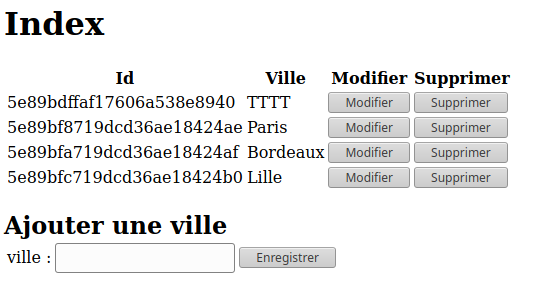 Index
Id Ville Modifier Supprimer
5e89bdffaf17606a538e8940 TTTT Modifier Supprimer
5e89bf8719dcd36ae18424ae Paris Modifier Supprimer
5e89bfa719dcd36ae18424af Bordeaux Modifier Supprimer
5e89bfc719dcd36ae18424b0 Lille Modifier Supprimer
Ajouter une ville
ville : Enregistrer